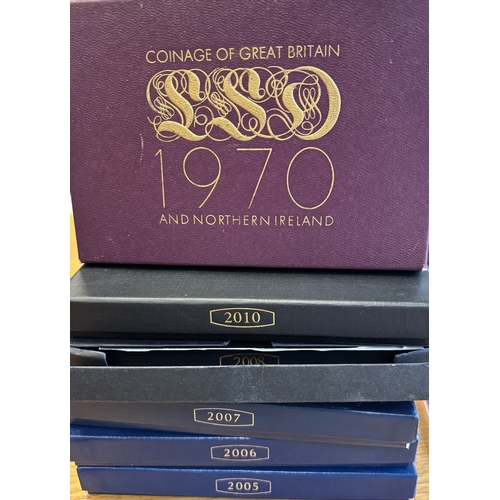 COINAGE OF GREAT BRITAIN
LSD
1970
AND NORTHERN IRELAND
2010
2008
2007
2006
2005